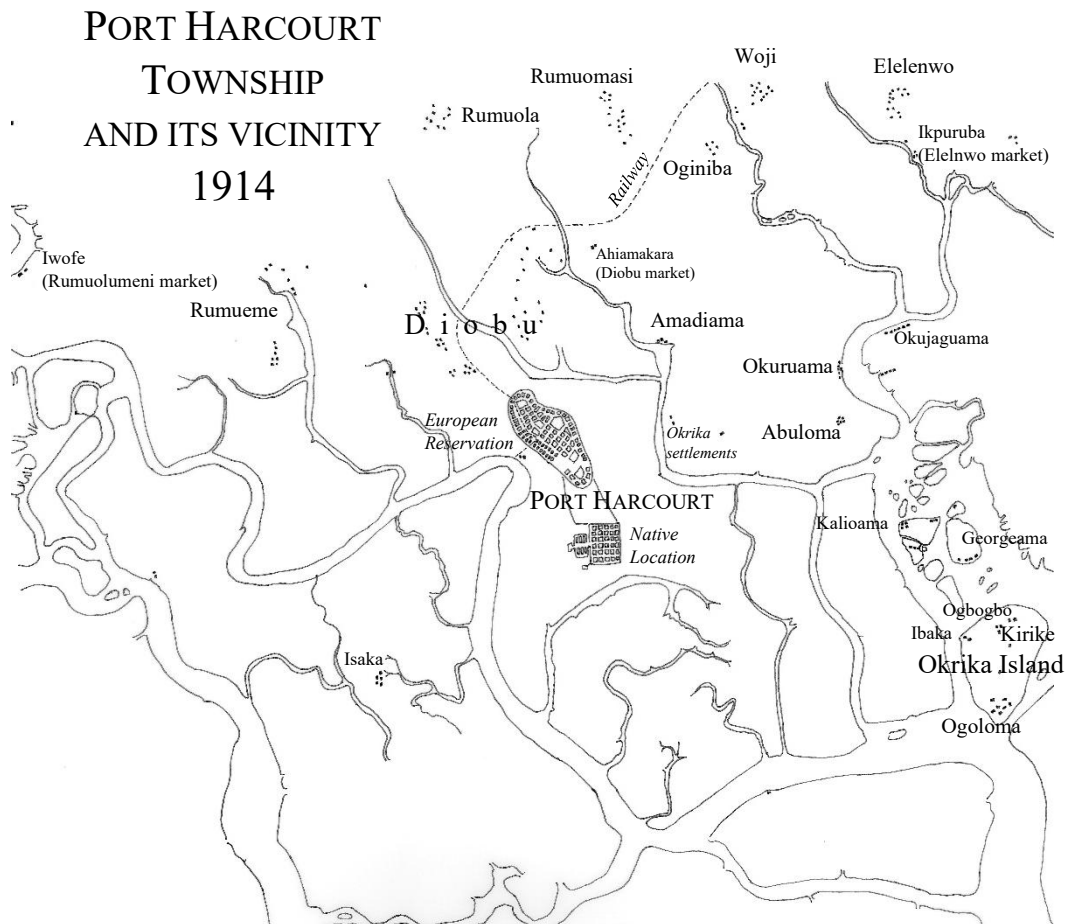 PORT HARCOURT
TOWNSHIP
AND ITS VICINITY
1914
Woji
Elelenwo
Rumuomasi
Rumuola
Ikpuruba
(Elelnwo market)
Oginiba
Railway
Iwofe
(Rumuolumeni market)
Ahiamakara
(Diobu market)
Rumueme
Diobu
Amadiama
Okujaguama
Okuruama
European
Reservation
Abuloma
Okrika
settlements
PORT HARCOURT
Kalioama
Georgeama
Native
Location
Ogbogbo
Ibaka
Kirike
Isaka
Okrika Island
Ogoloma